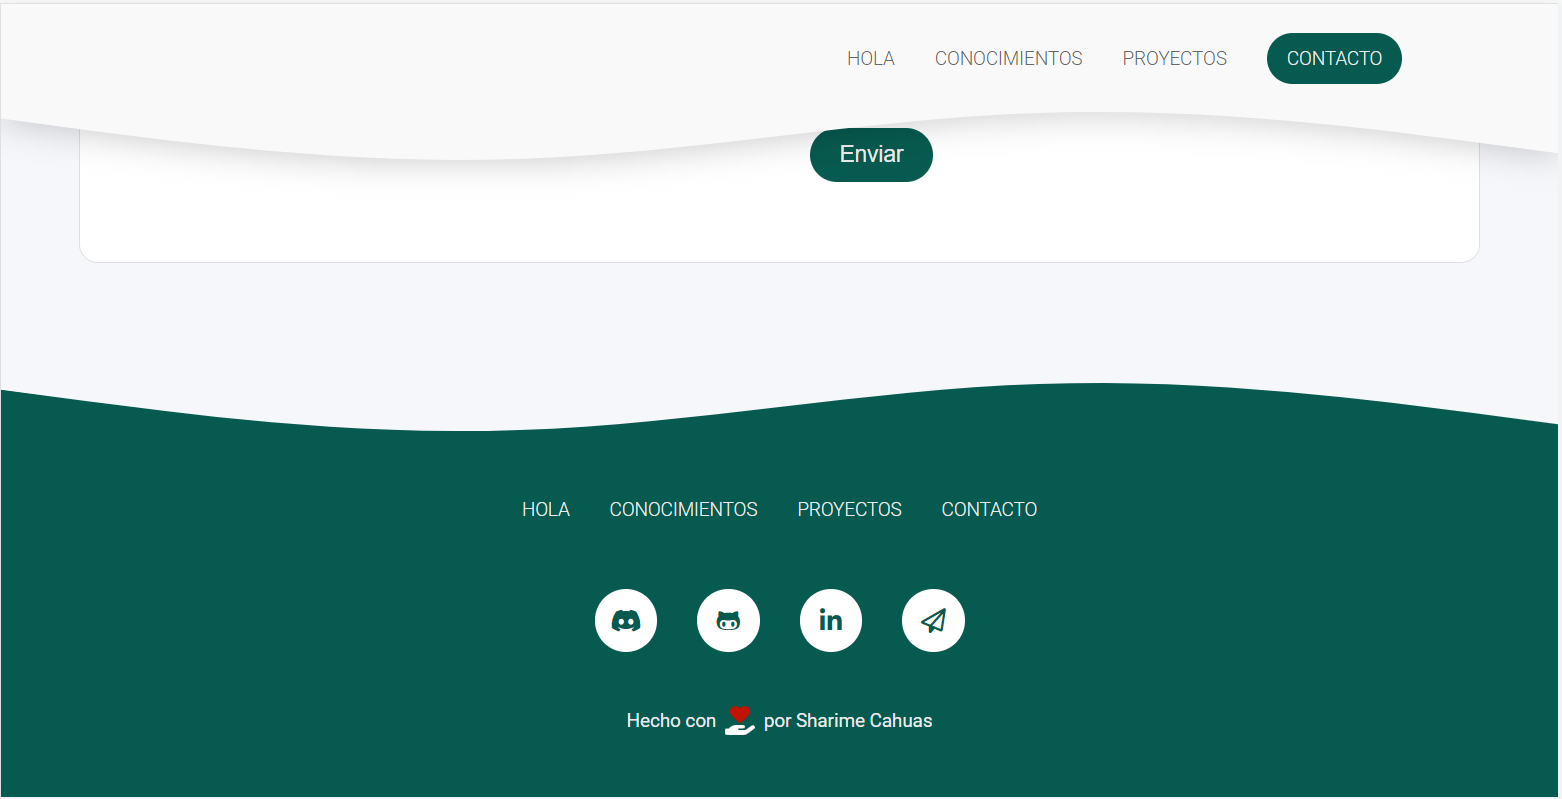 HOLA CONOCIMIENTOS PROYECTOS CONTACTO
Enviar
HOLA CONOCIMIENTOS PROYECTOS CONTACTO
in
Hecho con por Sharime Cahuas